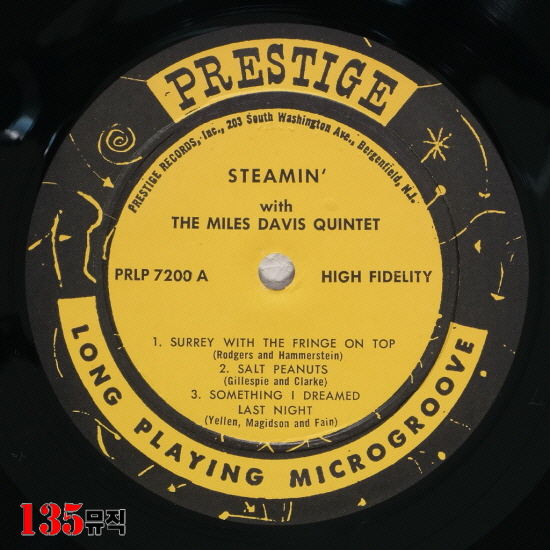 PRESTIGE
PRESTIGE RECORDS, Inc., 203 South Washington Ave., Bergenfield, N.J.
STEAMIN'
with
THE MILES DAVIS QUINTET
PRLP 7200 A
HIGH FIDELITY
1. SURREY WITH THE FRINGE ON TOP
(Rodgers and Hammerstein)
2. SALT PEANUTS
(Gillespie and Clarke)
3. SOMETHING I DREAMED
LAST NIGHT
(Yellen, Magidson and Fain)
LONG PLAYING MICROGROOVE
135뮤직